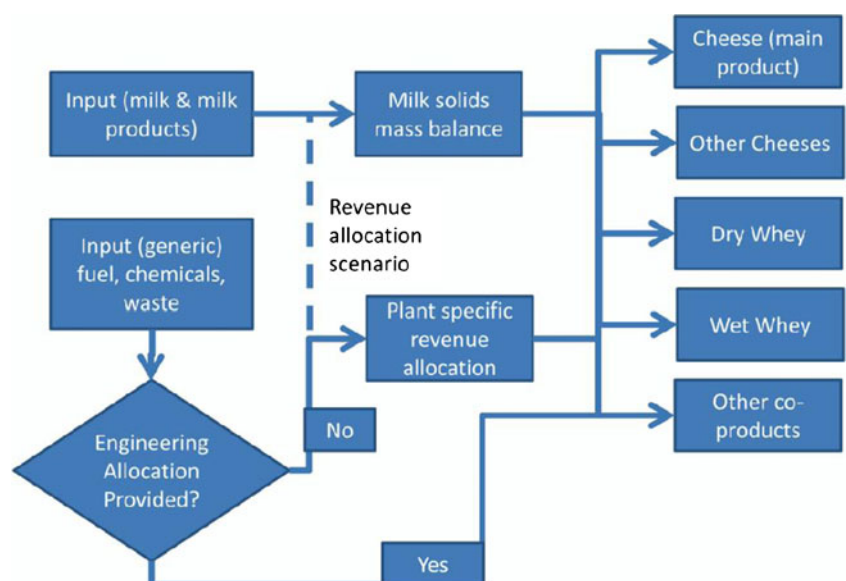 Input (milk & milk
products)
Milk solids
mass balance
Cheese (main
product)
Other Cheeses
Dry Whey
Wet Whey
Other co-
products
Revenue
allocation
scenario
Input (generic)
fuel, chemicals,
waste
Plant specific
revenue
allocation
Engineering
Allocation
Provided?
No
Yes